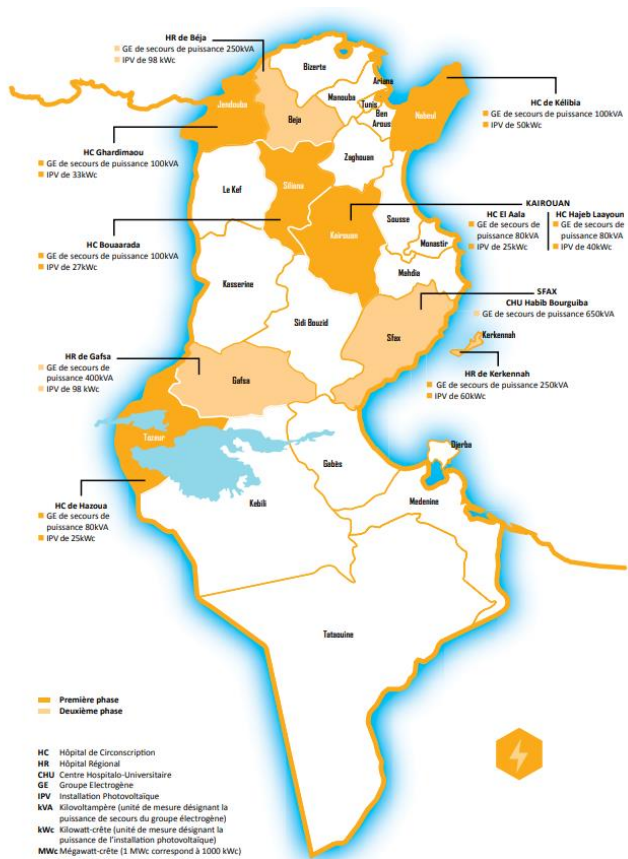 HR de Béja
GE de secours de puissance 250kVA
IPV de 98 kWc
Bizerte
Ariana
Manouba
Tunis
Ben
Arous
Jendouba
Beja
Nabeul
HC de Kélibia
GE de secours de puissance 100kVA
IPV de 50kWc
Zaghouan
HC Ghardimaou
GE de secours de puissance 100kVA
IPV de 33kWc
Le Kef
Siliana
KAIROUAN
HC El Aala
GE de secours de
puissance 80kVA
IPV de 25kWc
HC Hajeb Laayoun
GE de secours de
puissance 80kVA
IPV de 40kWc
Sousse
Kairouan
Monastir
HC Bouaarada
GE de secours de puissance 100kVA
IPV de 27kWc
Mahdia
Kasserine
SFAX
CHU Habib Bourguiba
GE de secours de puissance 650kVA
Sidi Bouzid
Sfax
Kerkennah
HR de Gafsa
GE de secours de
puissance 400kVA
IPV de 98 kWc
HR de Kerkennah
GE de secours de puissance 250kVA
IPV de 60kWc
Gafsa
Tozeur
Djerba
Gabès
HC de Hazoua
GE de secours de
puissance 80kVA
IPV de 25kWc
Kebili
Medenine
Tataouine
Première phase
Deuxième phase
HC Hôpital de Circonscription
HR Hôpital Régional
CHU Centre Hospitalo-Universitaire
GE Groupe Electrogène
IPV Installation Photovoltaïque
kVA Kilovoltampère (unité de mesure désignant la
puissance de secours du groupe électrogène)
kWc Kilowatt-crête (unité de mesure désignant la
puissance de l'installation photovoltaïque)
MWc Mégawatt-crête (1 MWc correspond à 1000 kWc)